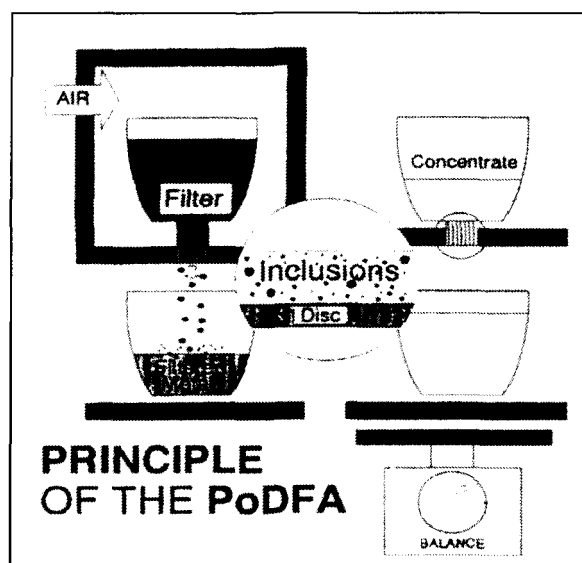 AIR
Concentrate
Filter
Inclusions
Disc
PRINCIPLE
OF THE PoDFA
BALANCE